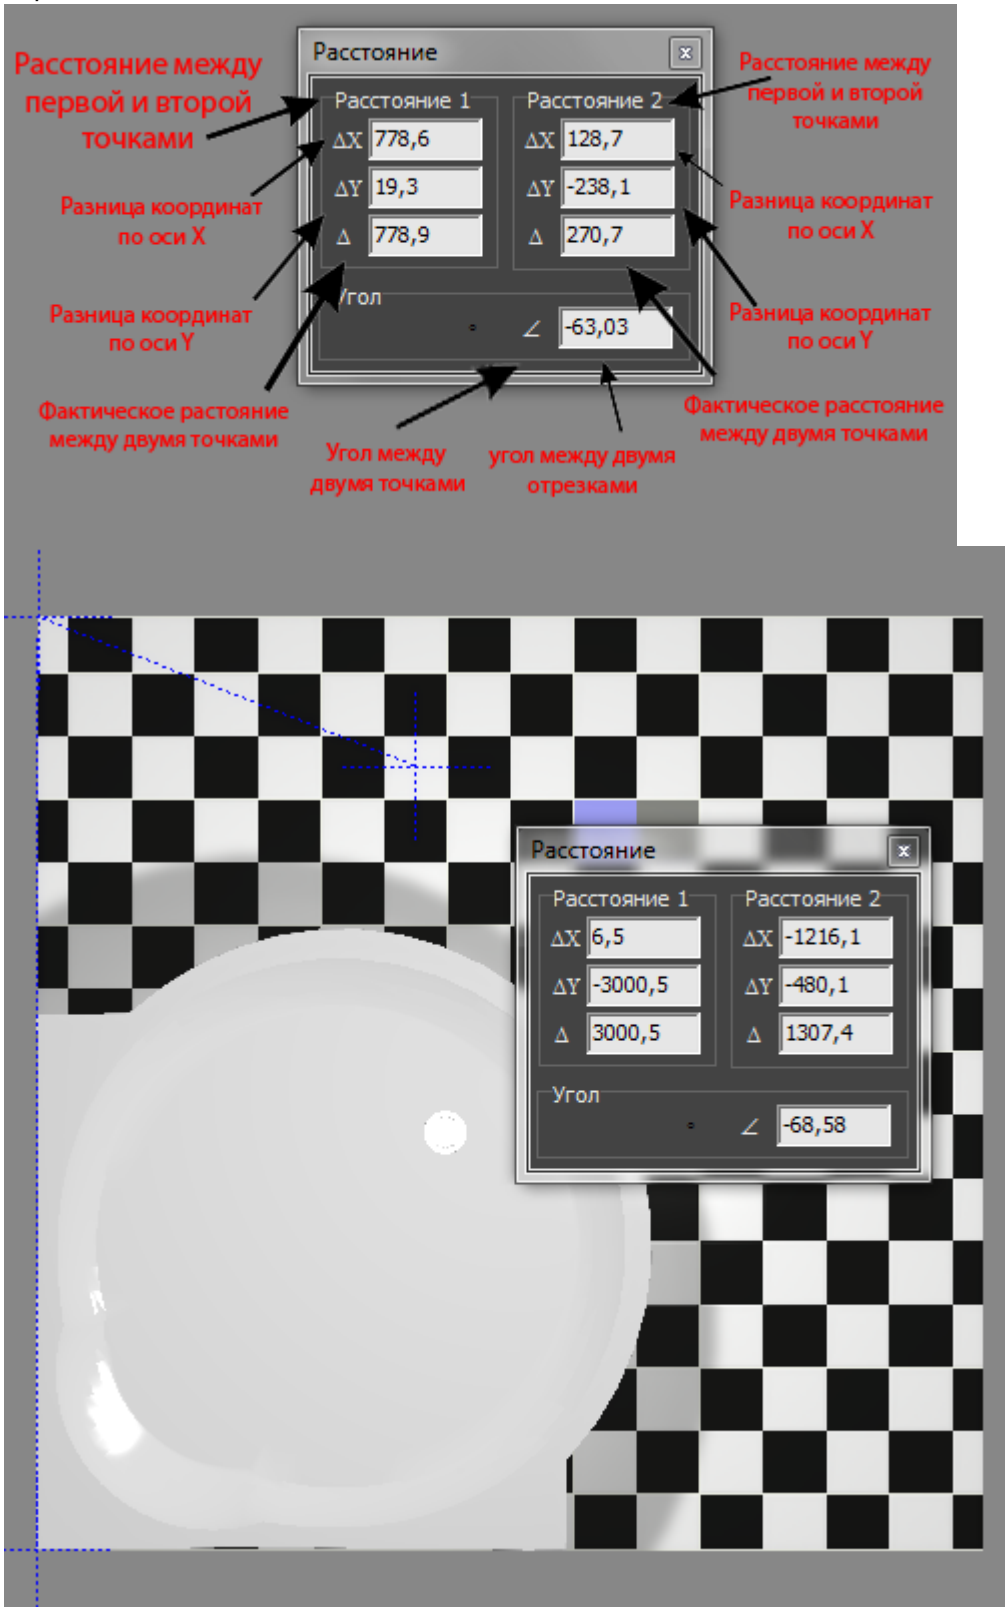 Расстояние
Расстояние между
первой и второй
точками
Расстояние 1
ΔX 778,6
ΔY 19,3
Δ 778,9
Расстояние 2
ΔX 128,7
ΔY -238,1
Δ 270,7
Расстояние между
первой и второй
точками
Разница координат
по оси X
Разница координат
по оси X
Разница координат
по оси Y
Разница координат
по оси Y
Угол
° ∠ -63,03
Фактическое растояние
между двумя точками
Угол между
двумя точками
угол между двумя
отрезками
Фактическое расстояние
между двумя точками
Расстояние
Расстояние 1
ΔX 6,5
ΔY -3000,5
Δ 3000,5
Расстояние 2
ΔX -1216,1
ΔY -480,1
Δ 1307,4
Угол
° ∠ -68,58